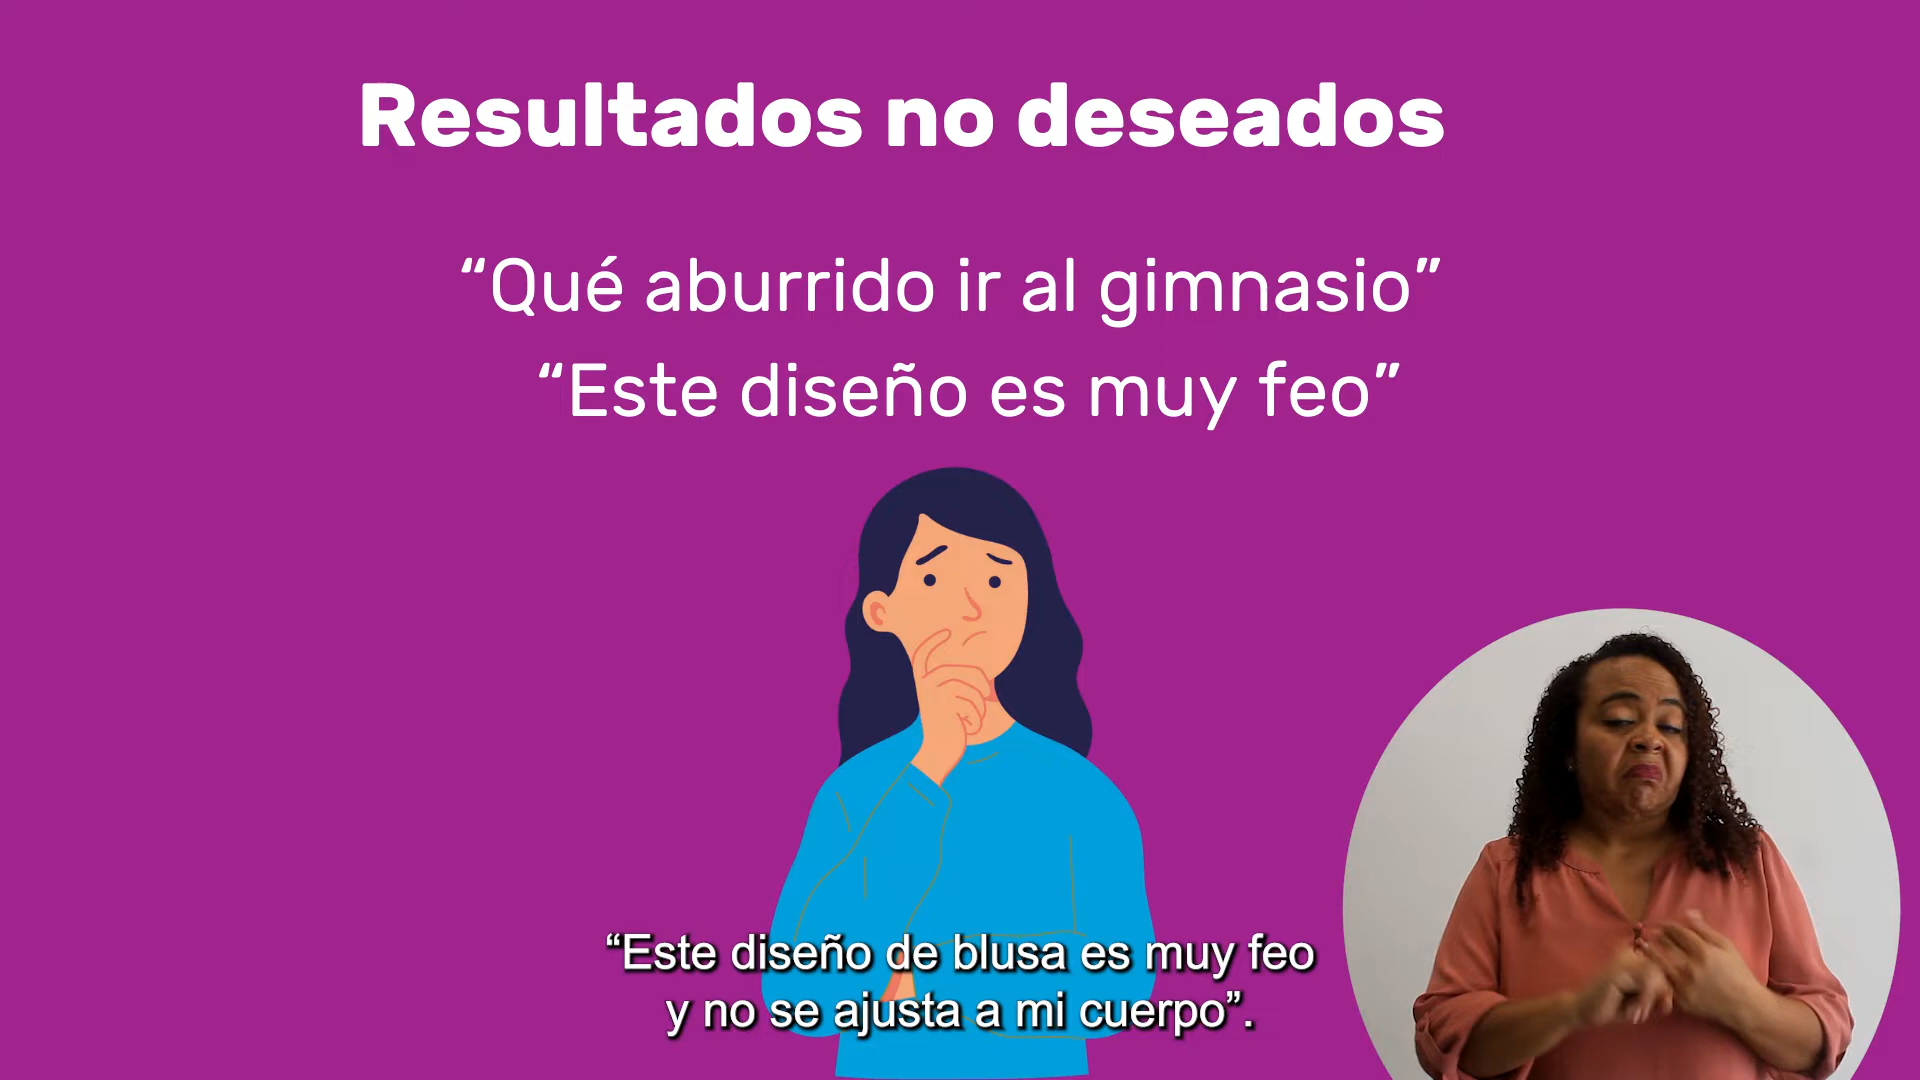 Resultados no deseados
“Qué aburrido ir al gimnasio”
“Este diseño es muy feo”
“Este diseño de blusa es muy feo
y no se ajusta a mi cuerpo”.